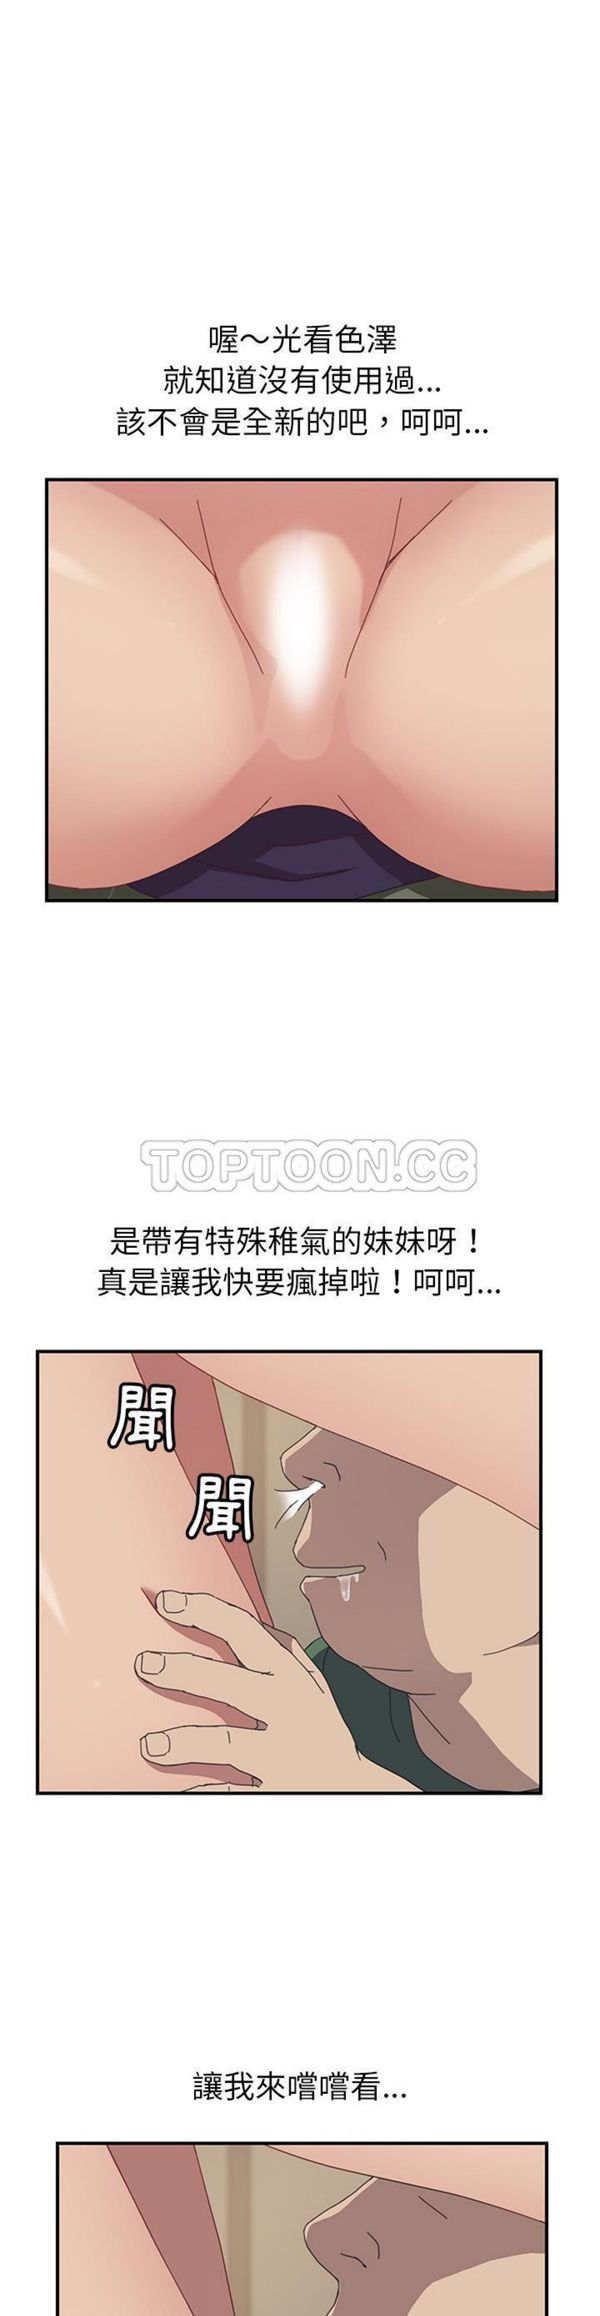 喔～光看色澤
就知道沒有使用過...
該不會是全新的吧，呵呵...
TOPTOON.CC
是帶有特殊稚氣的妹妹呀！
真是讓我快要瘋掉啦！呵呵...
聞
聞
讓我來嚐嚐看...